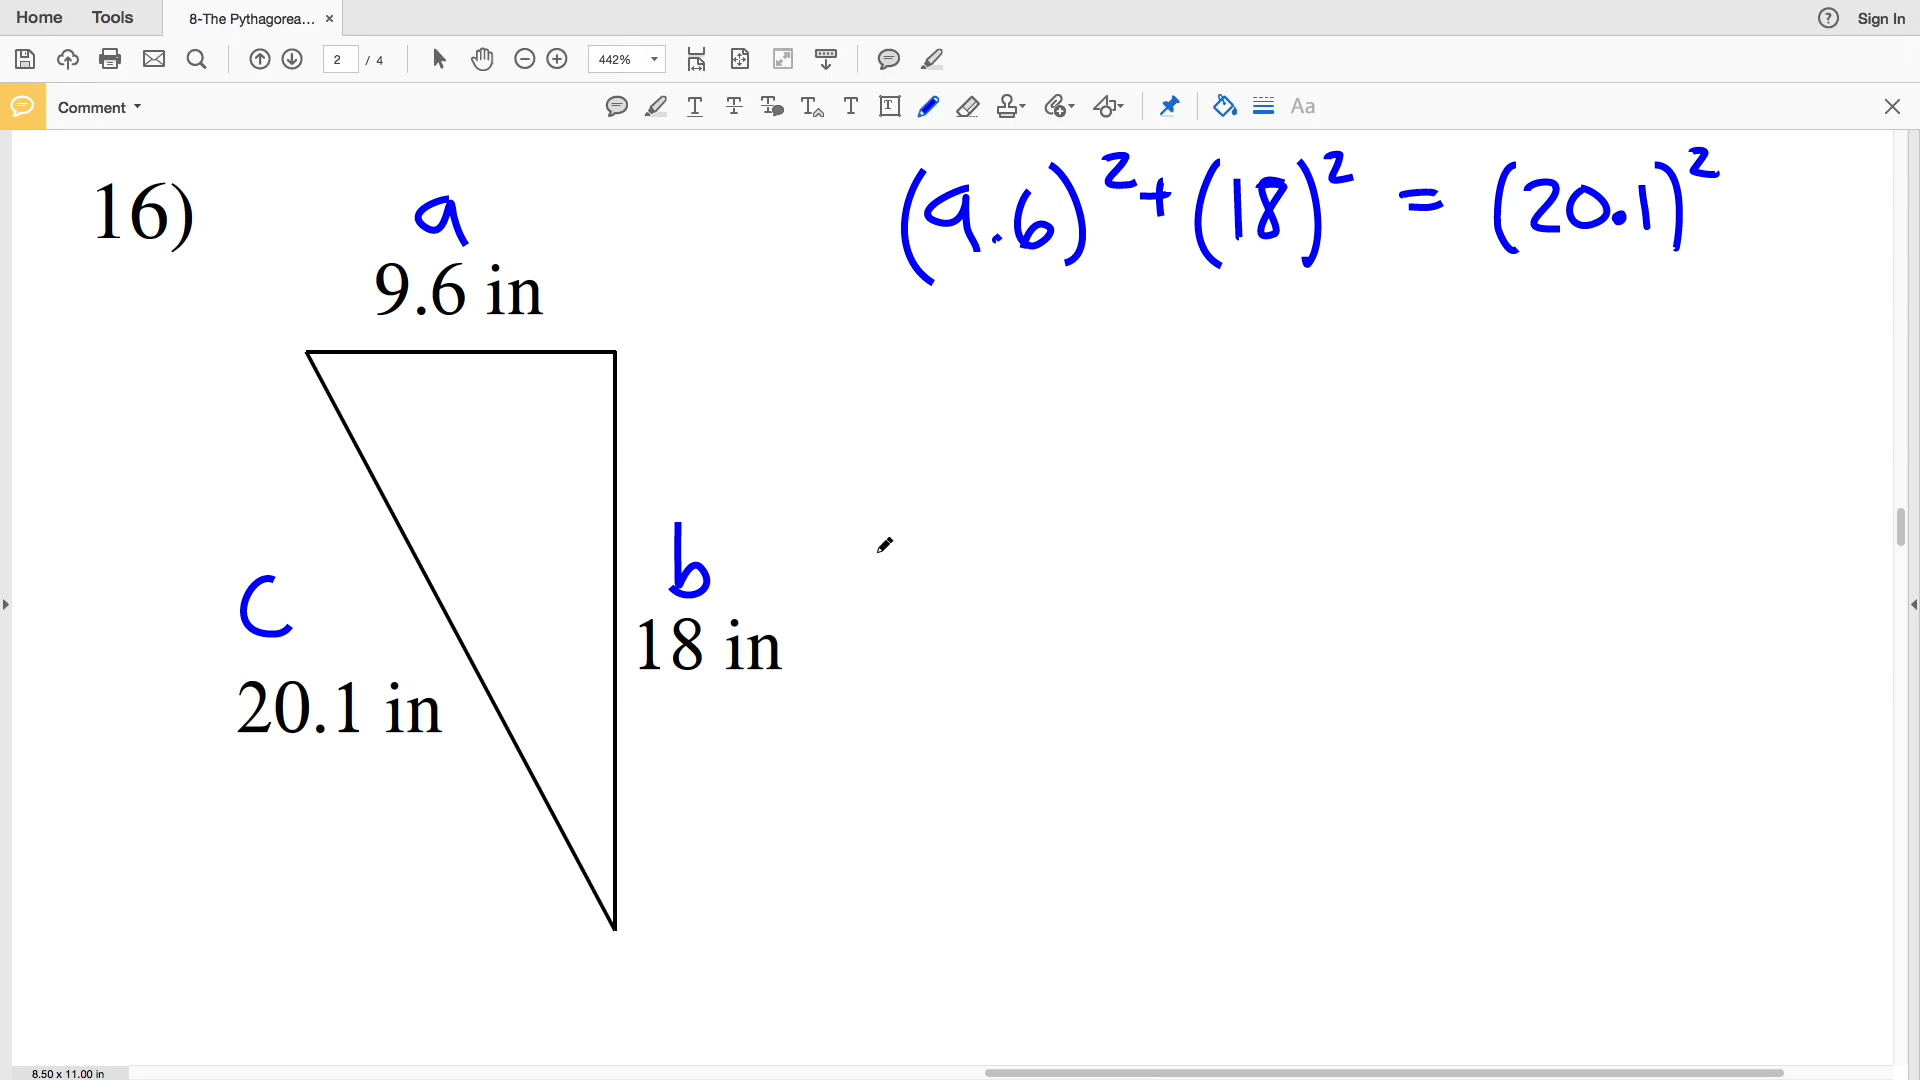 Home Tools 8-The Pythagorea... × ? Sign In
2 / 4 442%
Comment T T T T T T Aa
16) a (9.6)² + (18)² = (20.1)²
9.6 in
b
c
18 in
20.1 in
8.50 x 11.00 in